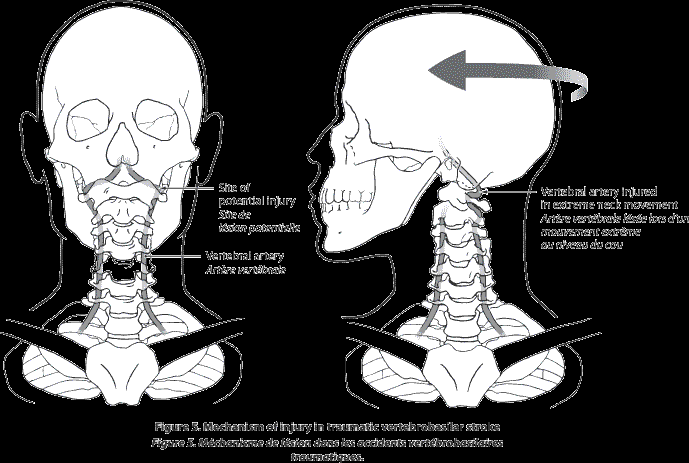 Site of
potential injury
Site de
lésion potentielle
Vertebral artery
Artère vertébrale
Vertebral artery injured
in extreme neck movement
Artère vertébrale lésée lors d'un
mouvement extrême
au niveau du cou
Figure 5. Mechanism of injury in traumatic vertebrobasilar stroke
Figure 5. Méchanisme de lésion dans les accidents vertébrobasilaires
traumatiques.